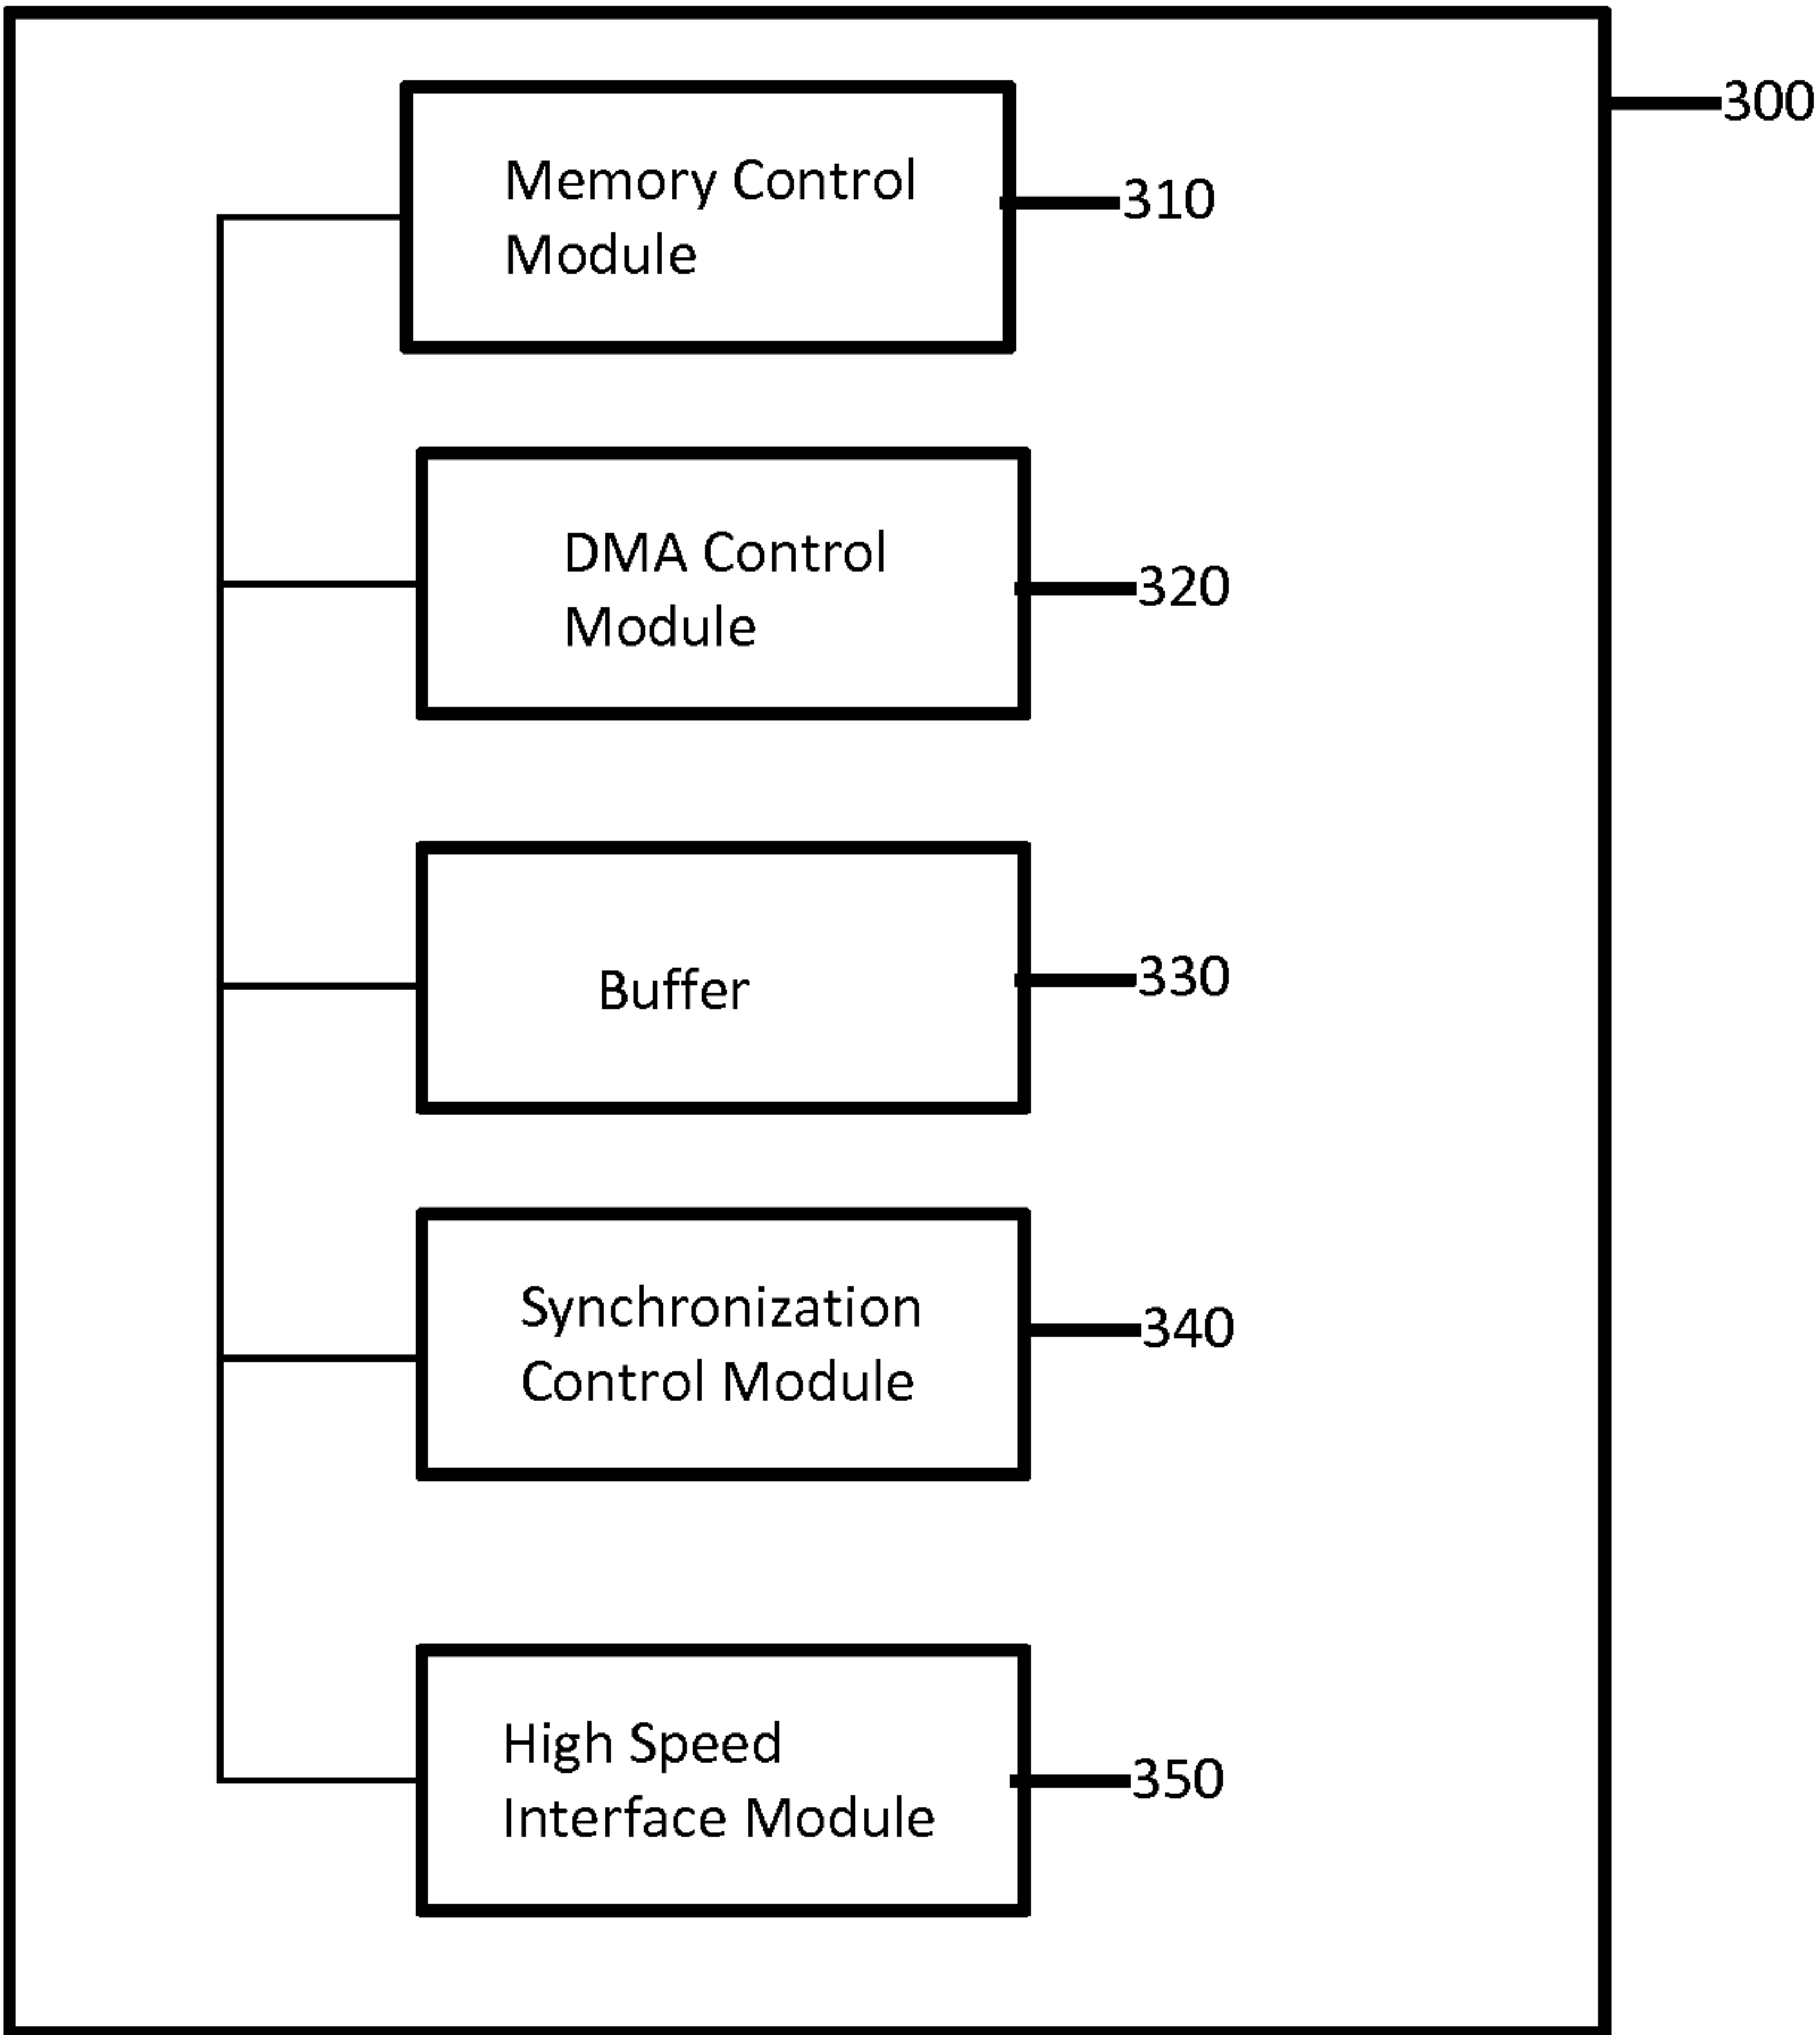 300
Memory Control
Module
310
DMA Control
Module
320
Buffer
330
Synchronization
Control Module
340
High Speed
Interface Module
350